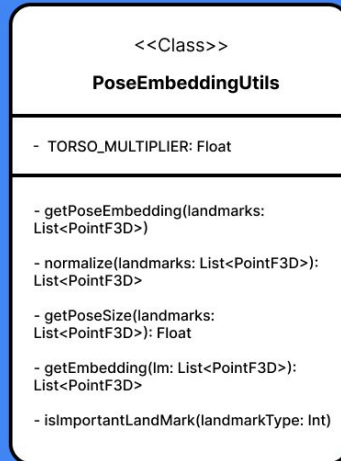 <<Class>>
PoseEmbeddingUtils
- TORSO_MULTIPLIER: Float
- getPoseEmbedding(landmarks:
List<PointF3D>)
- normalize(landmarks: List<PointF3D>):
List<PointF3D>
- getPoseSize(landmarks:
List<PointF3D>): Float
- getEmbedding(lm: List<PointF3D>):
List<PointF3D>
- isImportantLandMark(landmarkType: Int)